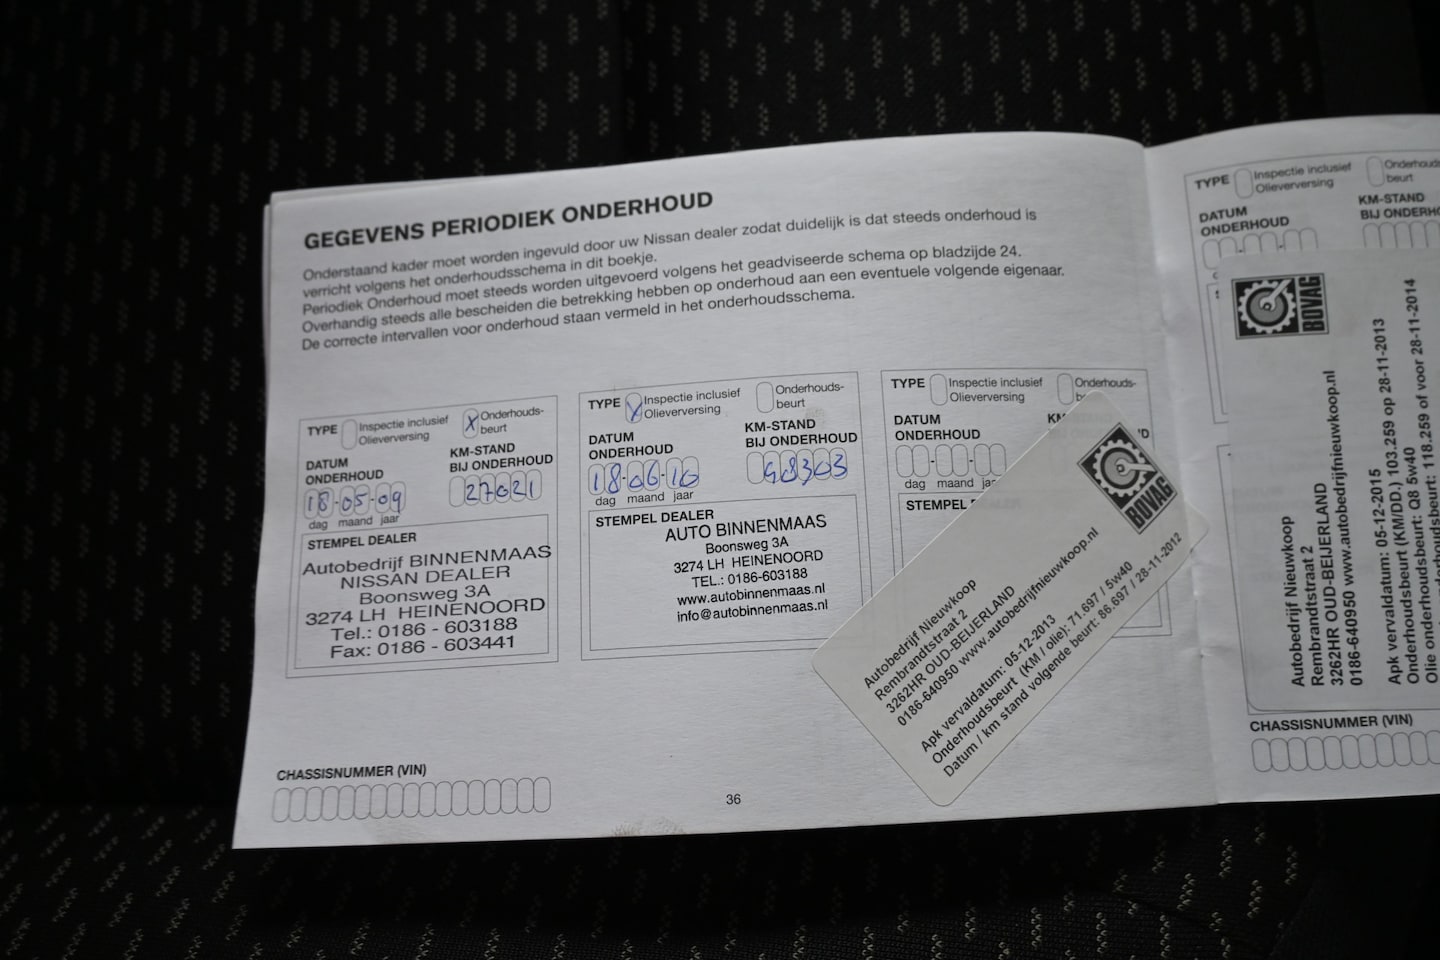 GEGEVENS PERIODIEK ONDERHOUD
Onderstaand kader moet worden ingevuld door uw Nissan dealer zodat duidelijk is dat steeds onderhoud is
verricht volgens het onderhoudsschema in dit boekje.
Periodiek Onderhoud moet steeds worden uitgevoerd volgens het geadviseerde schema op bladzijde 24.
Overhandig steeds alle bescheiden die betrekking hebben op onderhoud aan een eventuele volgende eigenaar.
De correcte intervallen voor onderhoud staan vermeld in het onderhoudsschema.
TYPE Inspectie inclusief Olieverversing X Onderhouds-beurt
DATUM ONDERHOUD
KM-STAND BIJ ONDERHOUD
18-05-09
27021
dag maand jaar
STEMPEL DEALER
Autobedrijf BINNENMAAS
NISSAN DEALER
Boonsweg 3A
3274 LH HEINENOORD
Tel.: 0186 - 603188
Fax: 0186 - 603441
TYPE X Inspectie inclusief Olieverversing Onderhouds-beurt
DATUM ONDERHOUD
KM-STAND BIJ ONDERHOUD
18-06-10
dag maand jaar
STEMPEL DEALER
AUTO BINNENMAAS
Boonsweg 3A
3274 LH HEINENOORD
TEL.: 0186-603188
www.autobinnenmaas.nl
info@autobinnenmaas.nl
TYPE Inspectie inclusief Olieverversing Onderhouds-
DATUM ONDERHOUD
dag maand
STEMPEL
BOVAG
Autobedrijf Nieuwkoop
Rembrandtstraat 2
3262HR OUD-BEIJERLAND
0186-640950 www.autobedrijfnieuwkoop.nl
Apk vervaldatum: 05-12-2013
Onderhoudsbeurt (KM / olie): 71.697 / 5w40
Datum / km stand volgende beurt: 86.697 / 28-11-2012
CHASSISNUMMER (VIN)
36
TYPE Inspectie inclusief Olieverversing Onderhouds beurt
DATUM ONDERHOUD
KM-STAND
BIJ
BOVAG
Autobedrijf Nieuwkoop
Rembrandtstraat 2
3262HR OUD-BEIJERLAND
0186-640950 www.autobedrijfnieuwkoop.nl
Apk vervaldatum: 05-12-2015
Onderhoudsbeurt (KM/DD.) 103.259 op 28-11-2013
Onderhoudsbeurt: Q8 5w40
Olie onderhoudsbeurt: 118.259 of voor 28-11-2014
CHASSISNUMMER (VIN)